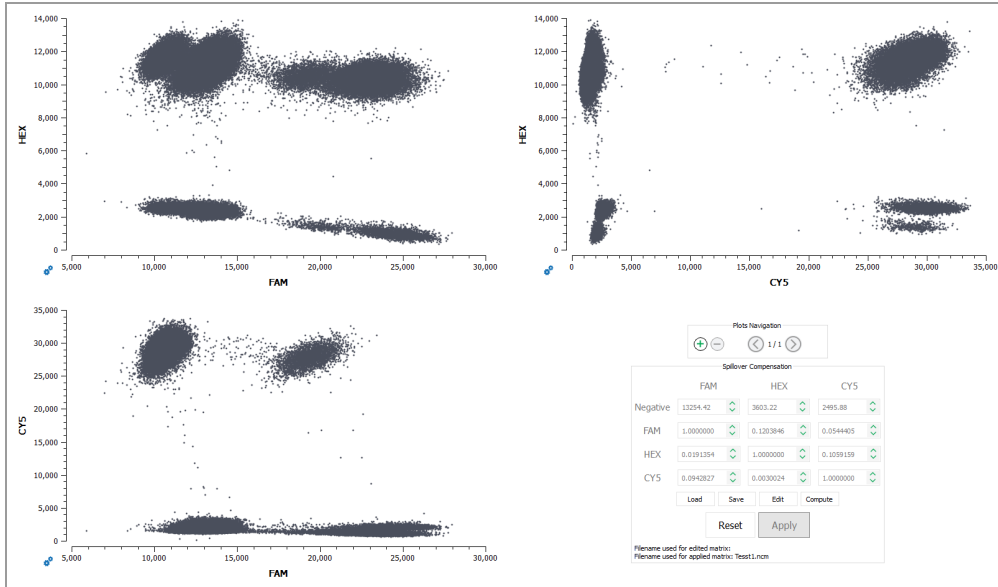 14,000
12,000
10,000
8,000
6,000
4,000
2,000
0
HEX
5,000 10,000 15,000 20,000 25,000 30,000
FAM
14,000
12,000
10,000
8,000
6,000
4,000
2,000
0
HEX
0 5,000 10,000 15,000 20,000 25,000 30,000 35,000
CY5
35,000
30,000
25,000
20,000
15,000
10,000
5,000
0
CY5
5,000 10,000 15,000 20,000 25,000 30,000
FAM
Plots Navigation
1 / 1
Spillover Compensation
FAM HEX CY5
Negative 13254.42 3603.22 2495.88
FAM 1.0000000 0.1203846 0.0544405
HEX 0.0191354 1.0000000 0.1059159
CY5 0.0942827 0.0030024 1.0000000
Load Save Edit Compute
Reset Apply
Filename used for edited matrix:
Filename used for applied matrix: Tesst1.ncm